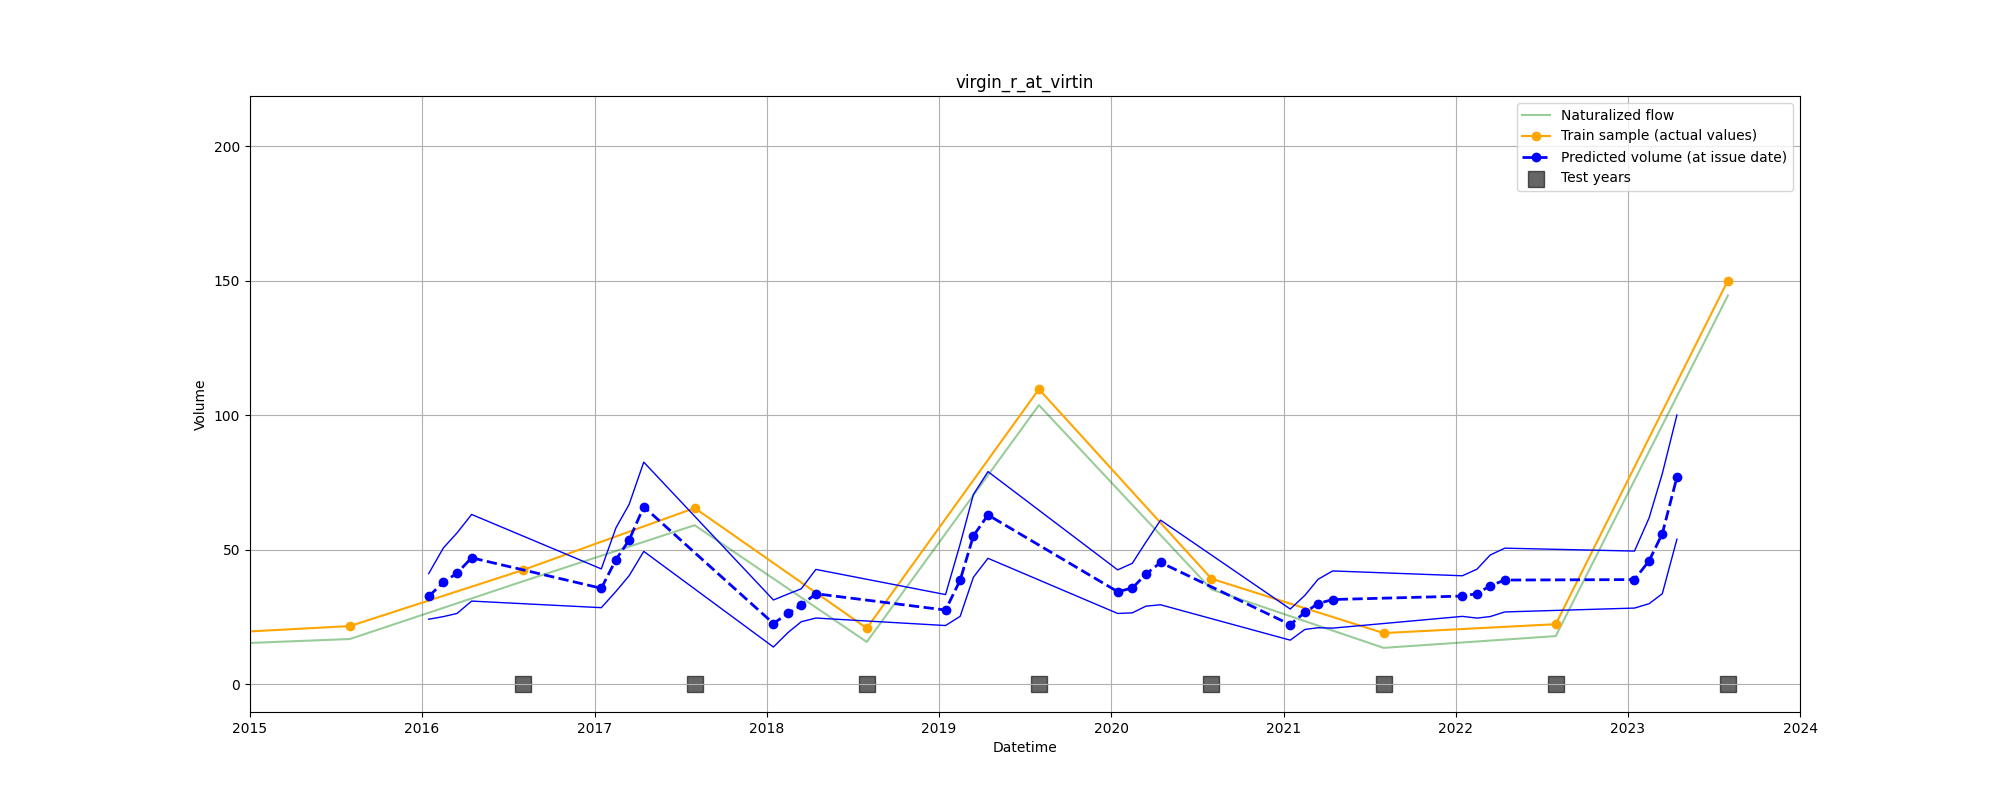 virgin_r_at_virtin
Naturalized flow
Train sample (actual values)
Predicted volume (at issue date)
Test years
200
150
100
50
0
Volume
2015 2016 2017 2018 2019 2020 2021 2022 2023 2024
Datetime